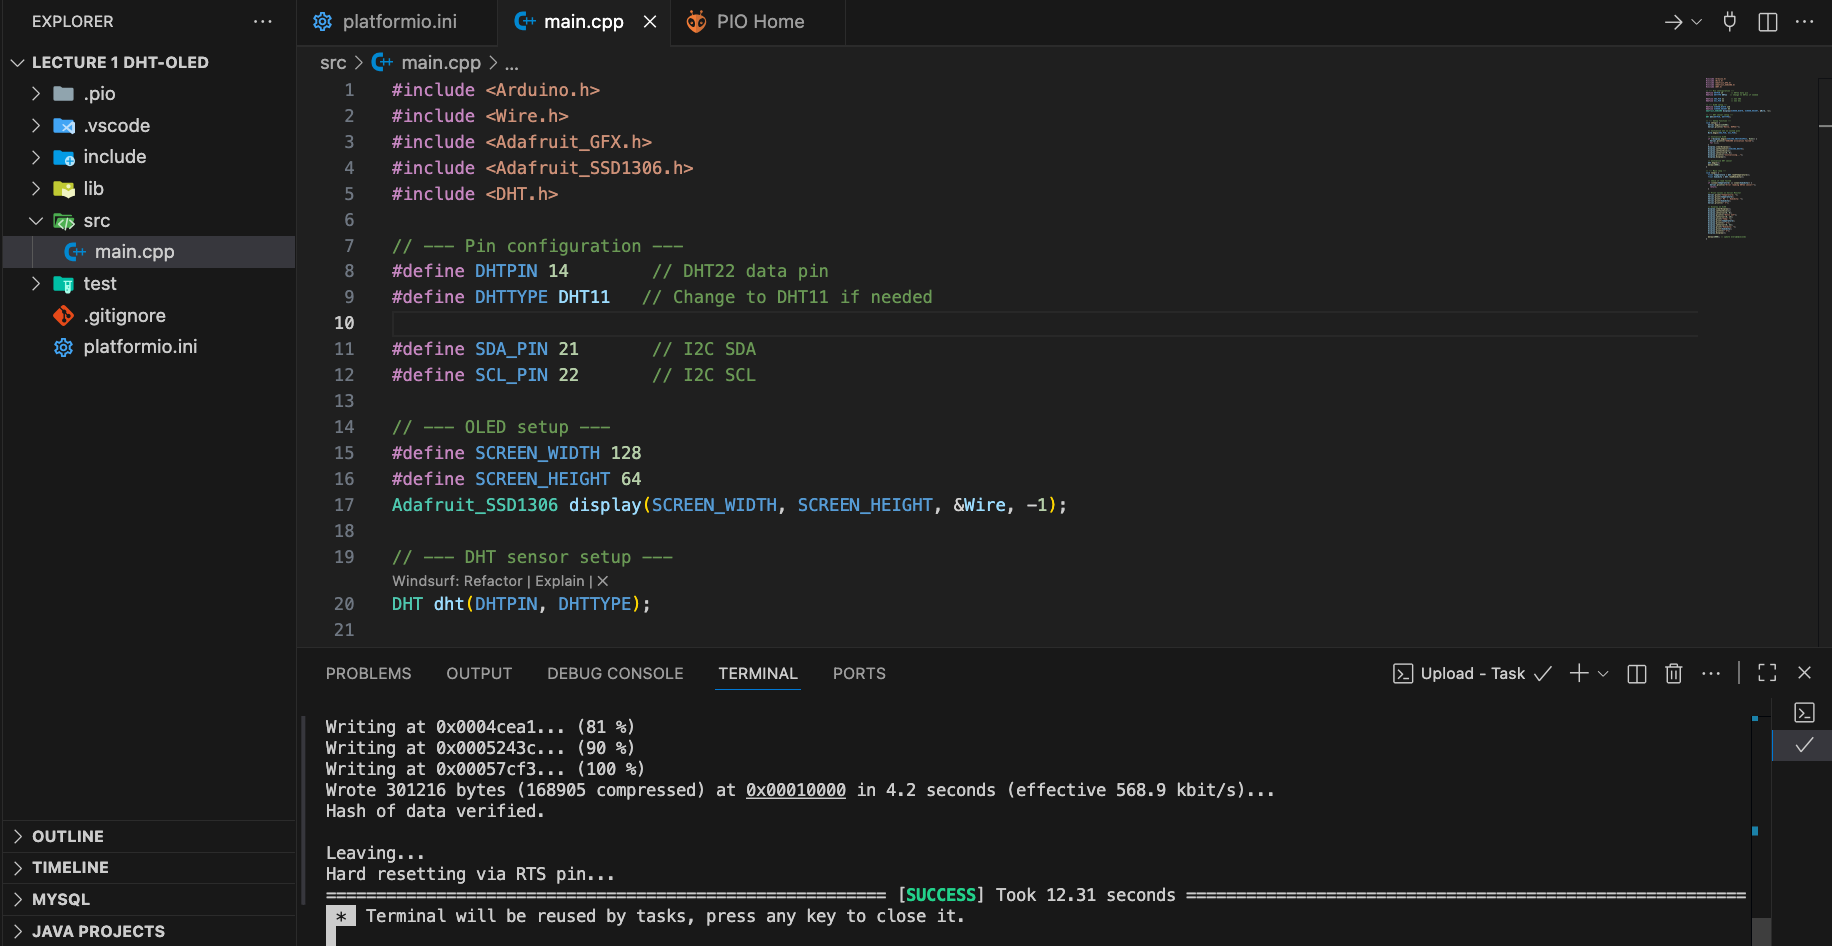 EXPLORER
LECTURE 1 DHT-OLED
.pio
.vscode
include
lib
src
main.cpp
test
.gitignore
platformio.ini
OUTLINE
TIMELINE
MYSQL
JAVA PROJECTS
platformio.ini
main.cpp
PIO Home
src > main.cpp > ...
1 #include <Arduino.h>
2 #include <Wire.h>
3 #include <Adafruit_GFX.h>
4 #include <Adafruit_SSD1306.h>
5 #include <DHT.h>
6
7 // --- Pin configuration ---
8 #define DHTPIN 14        // DHT22 data pin
9 #define DHTTYPE DHT11   // Change to DHT11 if needed
10
11 #define SDA_PIN 21       // I2C SDA
12 #define SCL_PIN 22       // I2C SCL
13
14 // --- OLED setup ---
15 #define SCREEN_WIDTH 128
16 #define SCREEN_HEIGHT 64
17 Adafruit_SSD1306 display(SCREEN_WIDTH, SCREEN_HEIGHT, &Wire, -1);
18
19 // --- DHT sensor setup ---
Windsurf: Refactor | Explain | ×
20 DHT dht(DHTPIN, DHTTYPE);
21
PROBLEMS OUTPUT DEBUG CONSOLE TERMINAL PORTS
Upload - Task
Writing at 0x0004cea1... (81 %)
Writing at 0x0005243c... (90 %)
Writing at 0x00057cf3... (100 %)
Wrote 301216 bytes (168905 compressed) at 0x00010000 in 4.2 seconds (effective 568.9 kbit/s)...
Hash of data verified.
Leaving...
Hard resetting via RTS pin...
======================================================== [SUCCESS] Took 12.31 seconds ========================================================
* Terminal will be reused by tasks, press any key to close it.